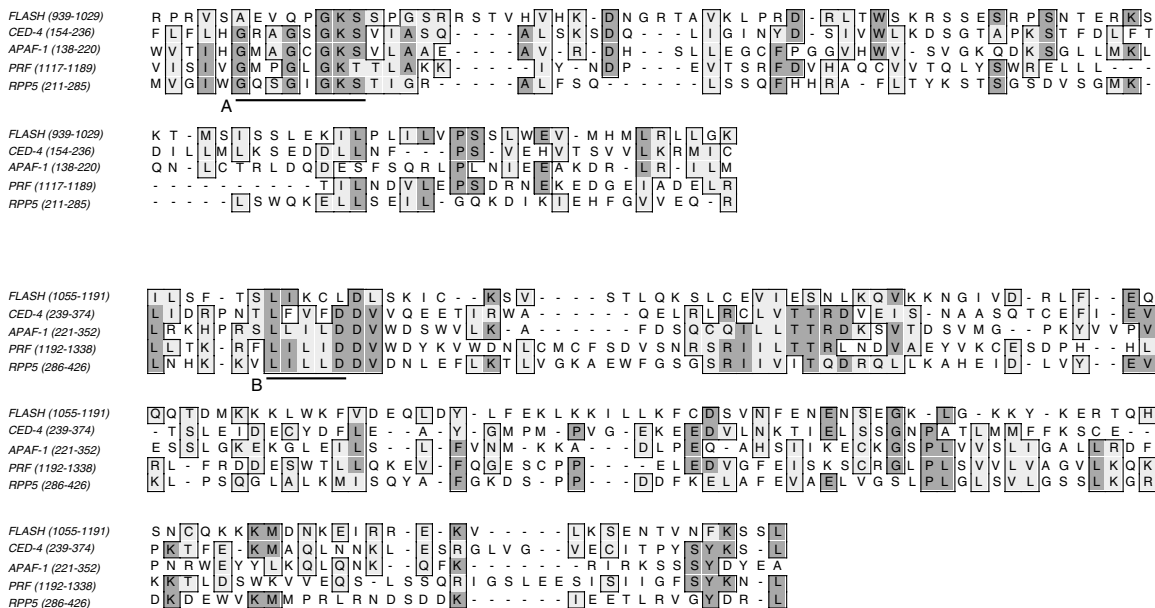 FLASH (939-1029) R P R V S A E V Q P G K S S P G S R R S T V H V H K - D N G R T A V K L P R D - R L T W S K R S S E S R P S N T E R K S
CED-4 (154-236) F L F L H G R A G S G K S V I A S Q - - - - A L S K S D Q - - L I G I N Y D - S I V W L K D S G T A P K S T F D L F T
APAF-1 (138-220) W V T I H G M A G C G K S V L A A E - - - - A V - R - D H - - S L L E G C F P G G V H W - S V G K Q D K S G L L M K L
PRF (1117-1189) V I S I V G M P G L G K T T L A K K - - - - - I Y - N D P - - - - E V T S R F D V H A Q C V V T Q L Y S W R E L L L - -
RPP5 (211-285) M V G I W G Q S G I G K S T I G R - - - - - A L F S Q - - - - - L S S Q F H H R A - F L T Y K S T S G S D V S G M K -
A
FLASH (939-1029) K T - M S I S S L E K I L P L I L V P S S L W E V - M H M L R L L G K
CED-4 (154-236) D I L L M L K S E D D L L N F - - - P S - V E H V T S V V L K R M I C
APAF-1 (138-220) Q N - L C T R L D Q D E S F S Q R L P L N I E E A K D R - L R - I L M
PRF (1117-1189) - - - - - - - - - - T I L N D V L E P S D R N E K E D G E I A D E L R
RPP5 (211-285) - - - - - L S W Q K E L L S E I L - G Q K D I K I E H F G V V E Q - R
FLASH (1055-1191) I L S F - T S L I K C L D L S K I C - - K S V - - - - S T L Q K S L C E V I E S N L K Q V K K N G I V D - R L F - E Q
CED-4 (239-374) L I D R P N T L F V F D D V V Q E E T I R W A - - - - - Q E L R L R C L V T T R D V E I S - N A A S Q T C E F I - E V
APAF-1 (221-352) L R K H P R S L L I L D D V W D S W V L K - A - - - - - F D S Q C Q I L L T T R D K S V T D S V M G - - P K Y V V P V
PRF (1192-1338) L L T K - R F L I L I D D V W D Y K V W D N L C M C F S D V S N R S R I I L T T R L N D V A E Y V K C E S D P H - - H L
RPP5 (286-426) L N H K - K V L I L L D D V D N L E F L K T L V G K A E W F G S G S R I I V I T Q D R Q L L K A H E I D - L V Y - - E V
B
FLASH (1055-1191) Q Q T D M K K K L W K F V D E Q L D Y - L F E K L K K I L L K F C D S V N F E N E N S E G K - L G - K K Y - K E R T Q H
CED-4 (239-374) - T S L E I D E C Y D F L E - - A - Y - G M P M - P V G - E K E E D V L N K T I E L S S G N P A T L M M F F K S C E - -
APAF-1 (221-352) E S S L G K E K G L E I L S - - L - F V N M - K K A - - D L P E Q - A H S I I K E C K G S P L V V S L I G A L L R D F
PRF (1192-1338) R L - F R D D E S W T L L Q K E V - F Q G E S C P P - - - - E L E D V G F E I S K S C R G L P L S V V L V A G V L K Q K
RPP5 (286-426) K L - P S Q G L A L K M I S Q Y A - F G K D S - P P - - D D F K E L A F E V A E L V G S L P L G L S V L G S S L K G R
FLASH (1055-1191) S N C Q K K K M D N K E I R R - E - K V - - - - - L K S E N T V N F K S S L
CED-4 (239-374) P K T F E - K M A Q L N N K L - E S R G L V G - - V E C I T P Y S Y K S - L
APAF-1 (221-352) P N R W E Y Y L K Q L Q N K - - Q F K - - - - - - R I R K S S S Y D Y E A
PRF (1192-1338) K K T L D S W K V V E Q S - L S S Q R I G S L E E S I S I I G F S Y K N - L
RPP5 (286-426) D K D E W V K M M P R L R N D S D D K - - - - - I E E T L R V G Y D R - L